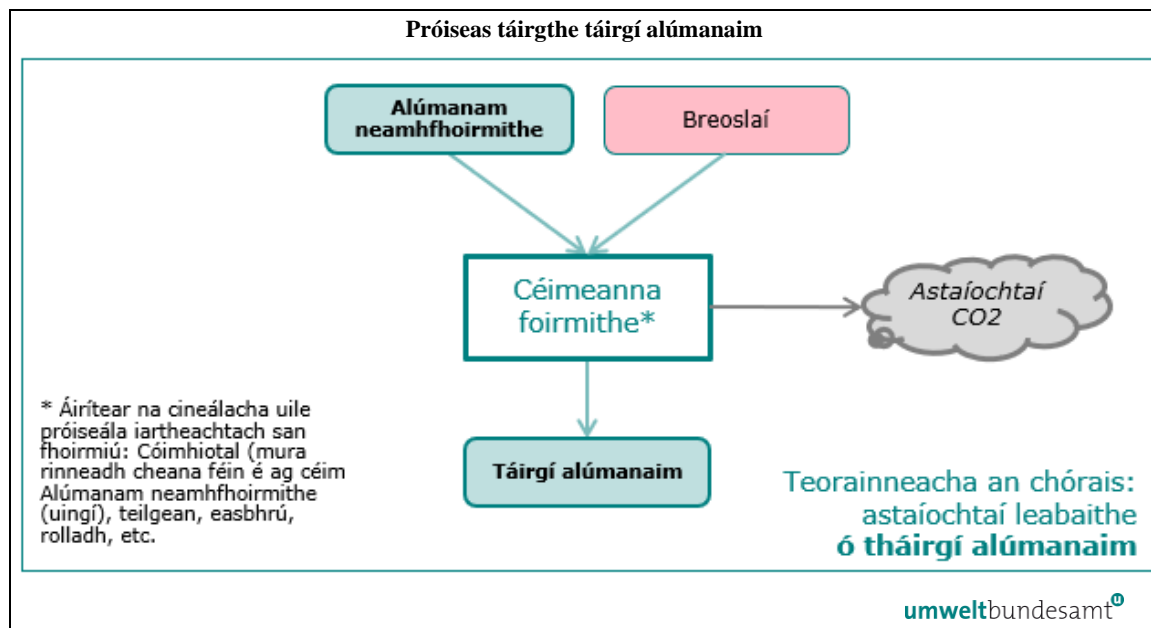 Próiseas táirgthe táirgí alúmanaim
Alúmanam
neamhfhoirmithe
Breoslaí
Céimeanna
foirmithe*
Astaíochtaí
CO2
* Áirítear na cineálacha uile
próiseála iartheachtach san
fhoirmiú: Cóimhiotal (mura
rinneadh cheana féin é ag céim
Alúmanam neamhfhoirmithe
(uingí), teilgean, easbhrú,
rolladh, etc.
Táirgí alúmanaim
Teorainneacha an chórais:
astaíochtaí leabaithe
ó tháirgí alúmanaim
umweltbundesamt u